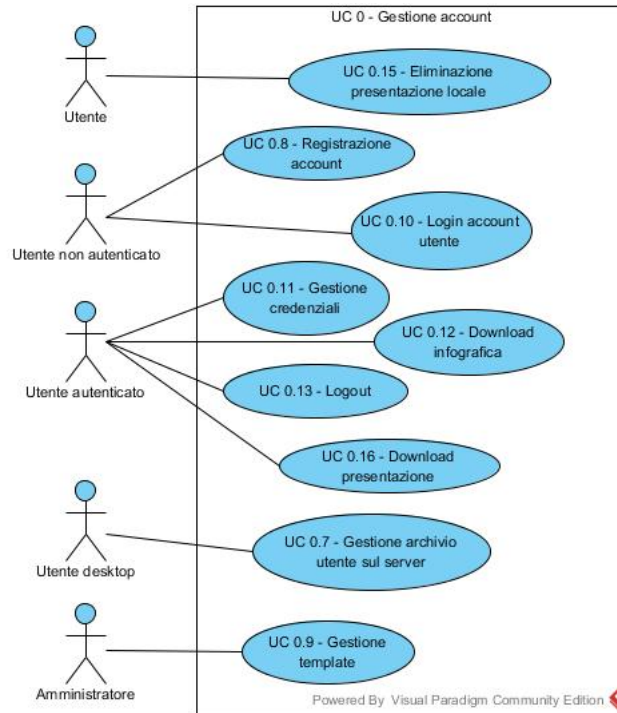 UC 0 - Gestione account
UC 0.15 - Eliminazione
presentazione locale
Utente
UC 0.8 - Registrazione
account
UC 0.10 - Login account
utente
Utente non autenticato
UC 0.11 - Gestione
credenziali
UC 0.12 - Download
infografica
UC 0.13 - Logout
Utente autenticato
UC 0.16 - Download
presentazione
UC 0.7 - Gestione archivio
utente sul server
Utente desktop
UC 0.9 - Gestione
template
Amministratore
Powered By Visual Paradigm Community Edition